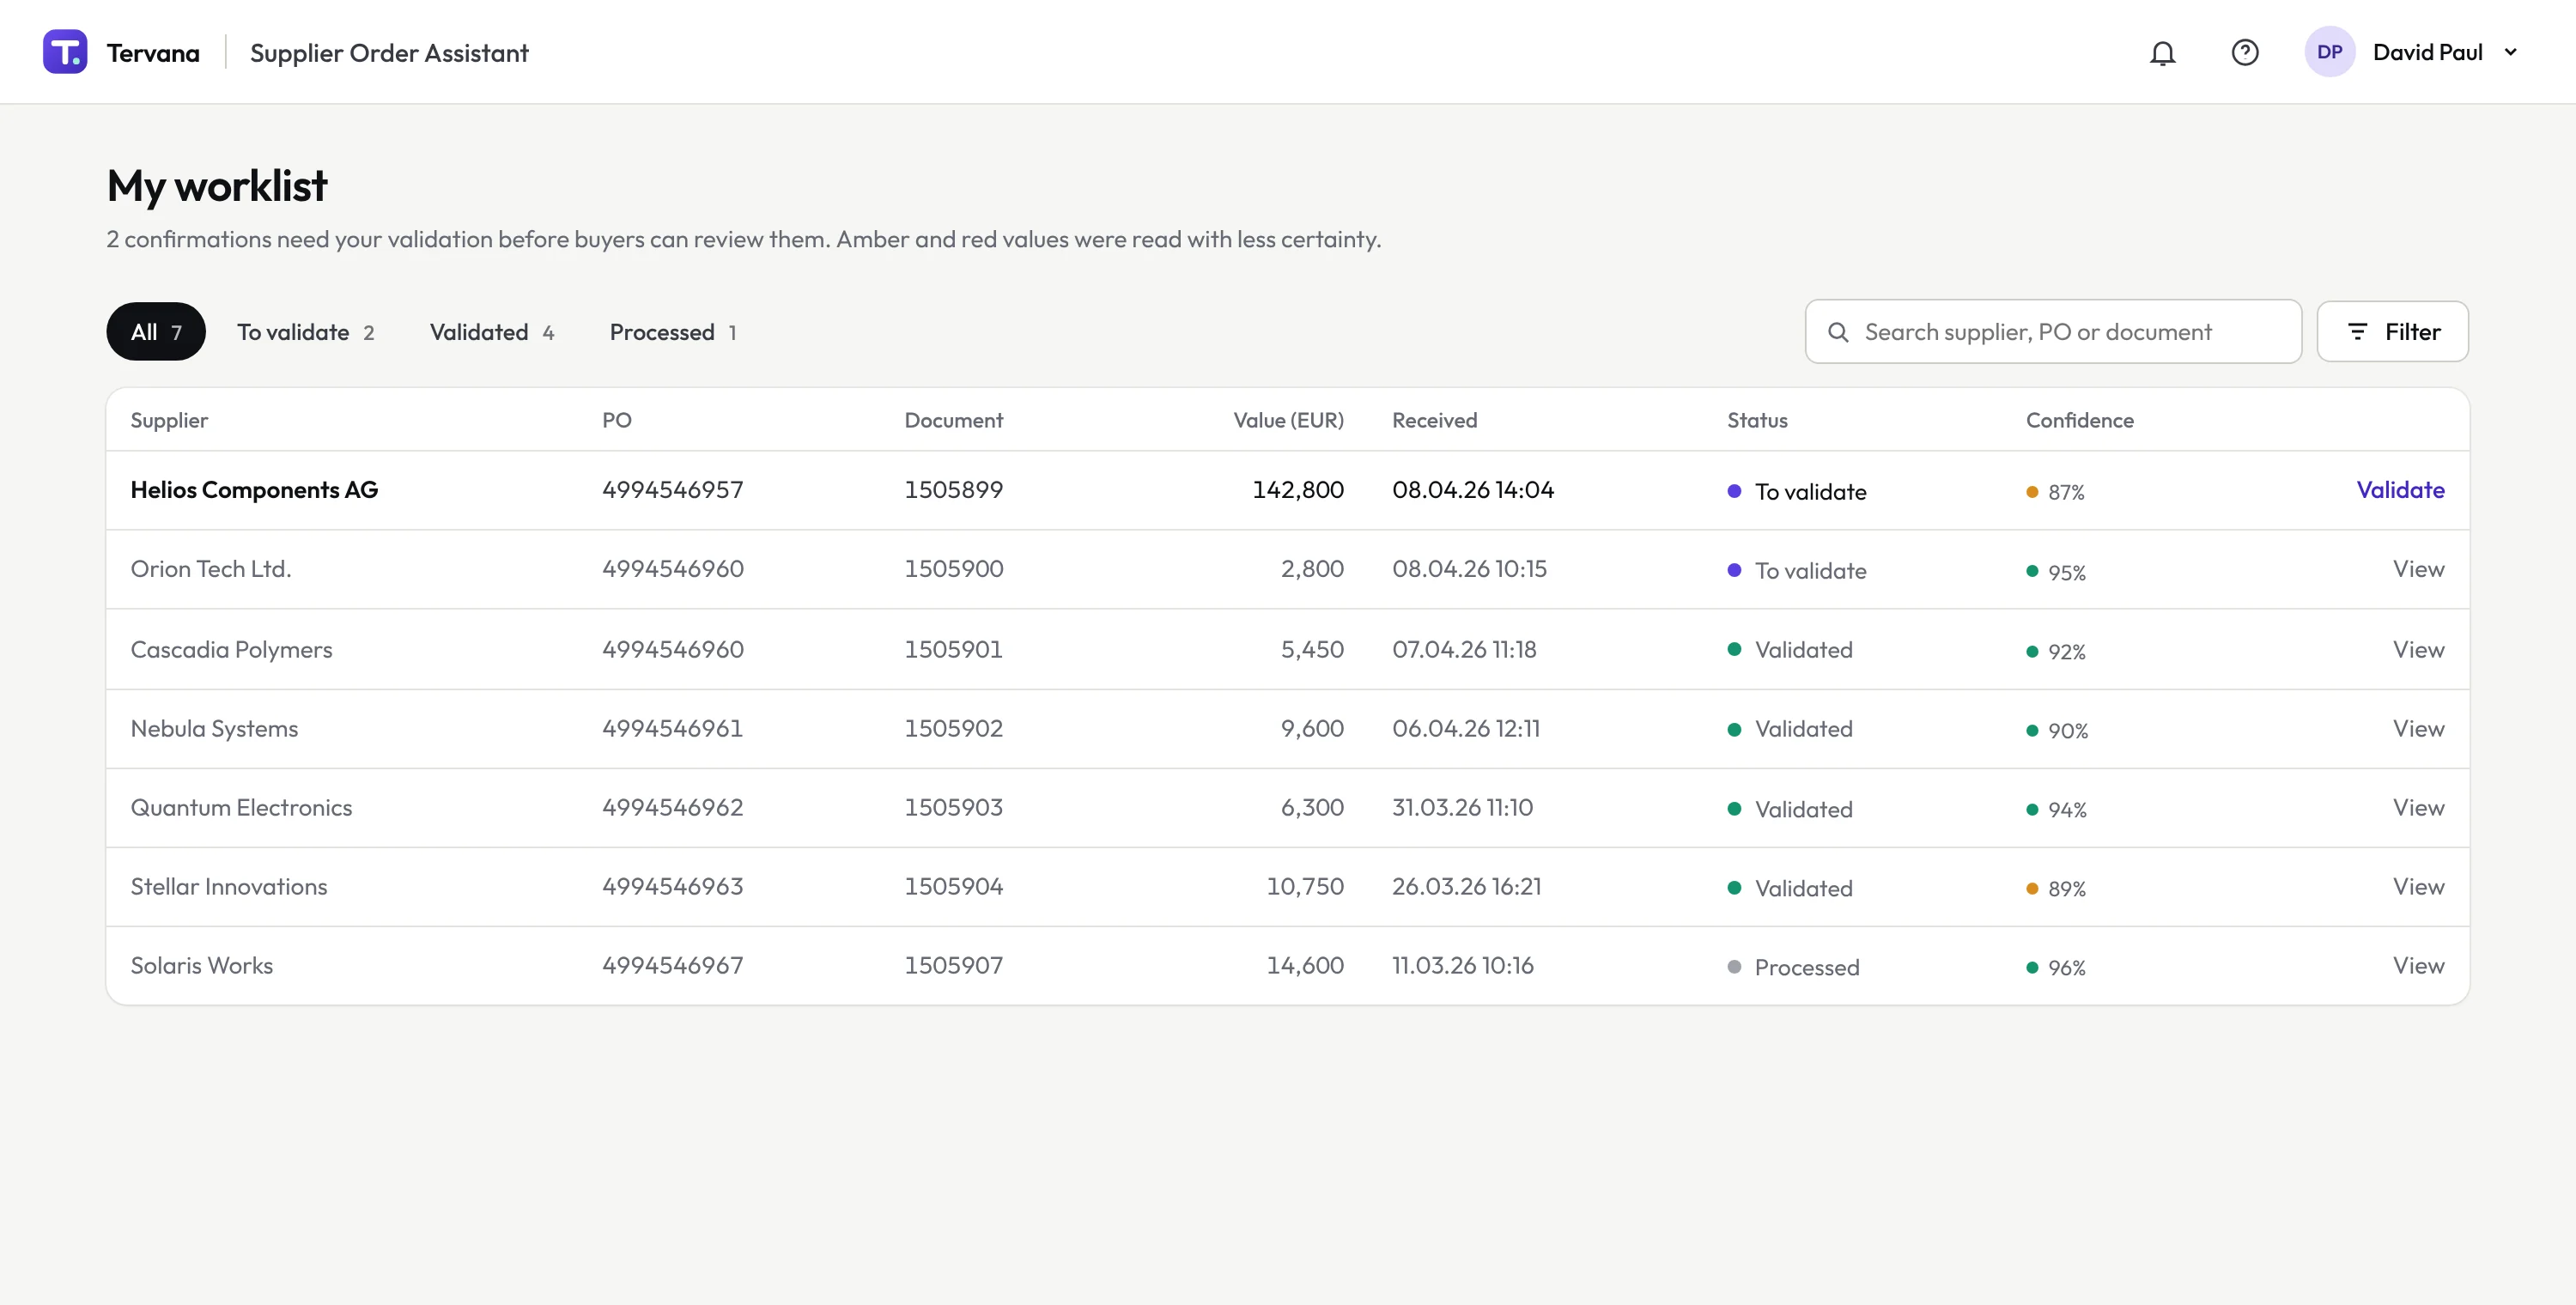 T. Tervana Supplier Order Assistant DP David Paul
My worklist
2 confirmations need your validation before buyers can review them. Amber and red values were read with less certainty.
All 7 To validate 2 Validated 4 Processed 1 Search supplier, PO or document Filter
Supplier PO Document Value (EUR) Received Status Confidence
Helios Components AG 4994546957 1505899 142,800 08.04.26 14:04 To validate 87% Validate
Orion Tech Ltd. 4994546960 1505900 2,800 08.04.26 10:15 To validate 95% View
Cascadia Polymers 4994546960 1505901 5,450 07.04.26 11:18 Validated 92% View
Nebula Systems 4994546961 1505902 9,600 06.04.26 12:11 Validated 90% View
Quantum Electronics 4994546962 1505903 6,300 31.03.26 11:10 Validated 94% View
Stellar Innovations 4994546963 1505904 10,750 26.03.26 16:21 Validated 89% View
Solaris Works 4994546967 1505907 14,600 11.03.26 10:16 Processed 96% View